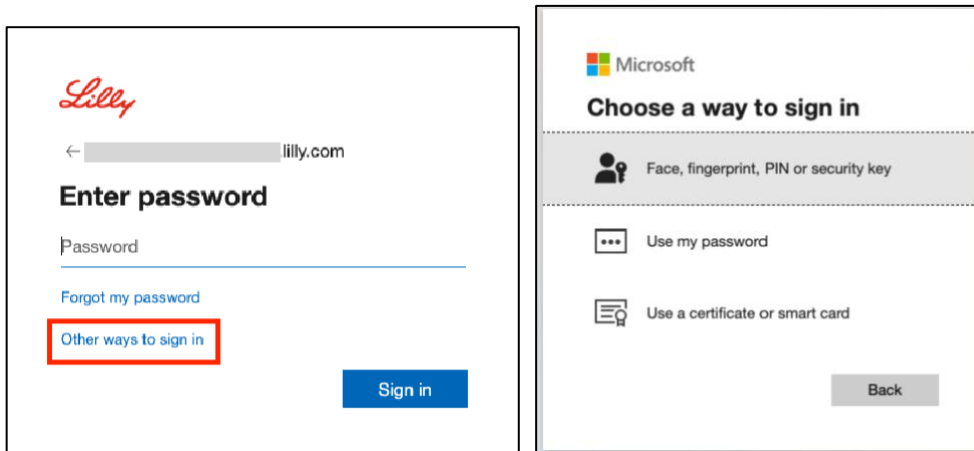 Lilly
.lilly.com
Enter password
Password
Forgot my password
Other ways to sign in
Sign in
Microsoft
Choose a way to sign in
Face, fingerprint, PIN or security key
Use my password
Use a certificate or smart card
Back